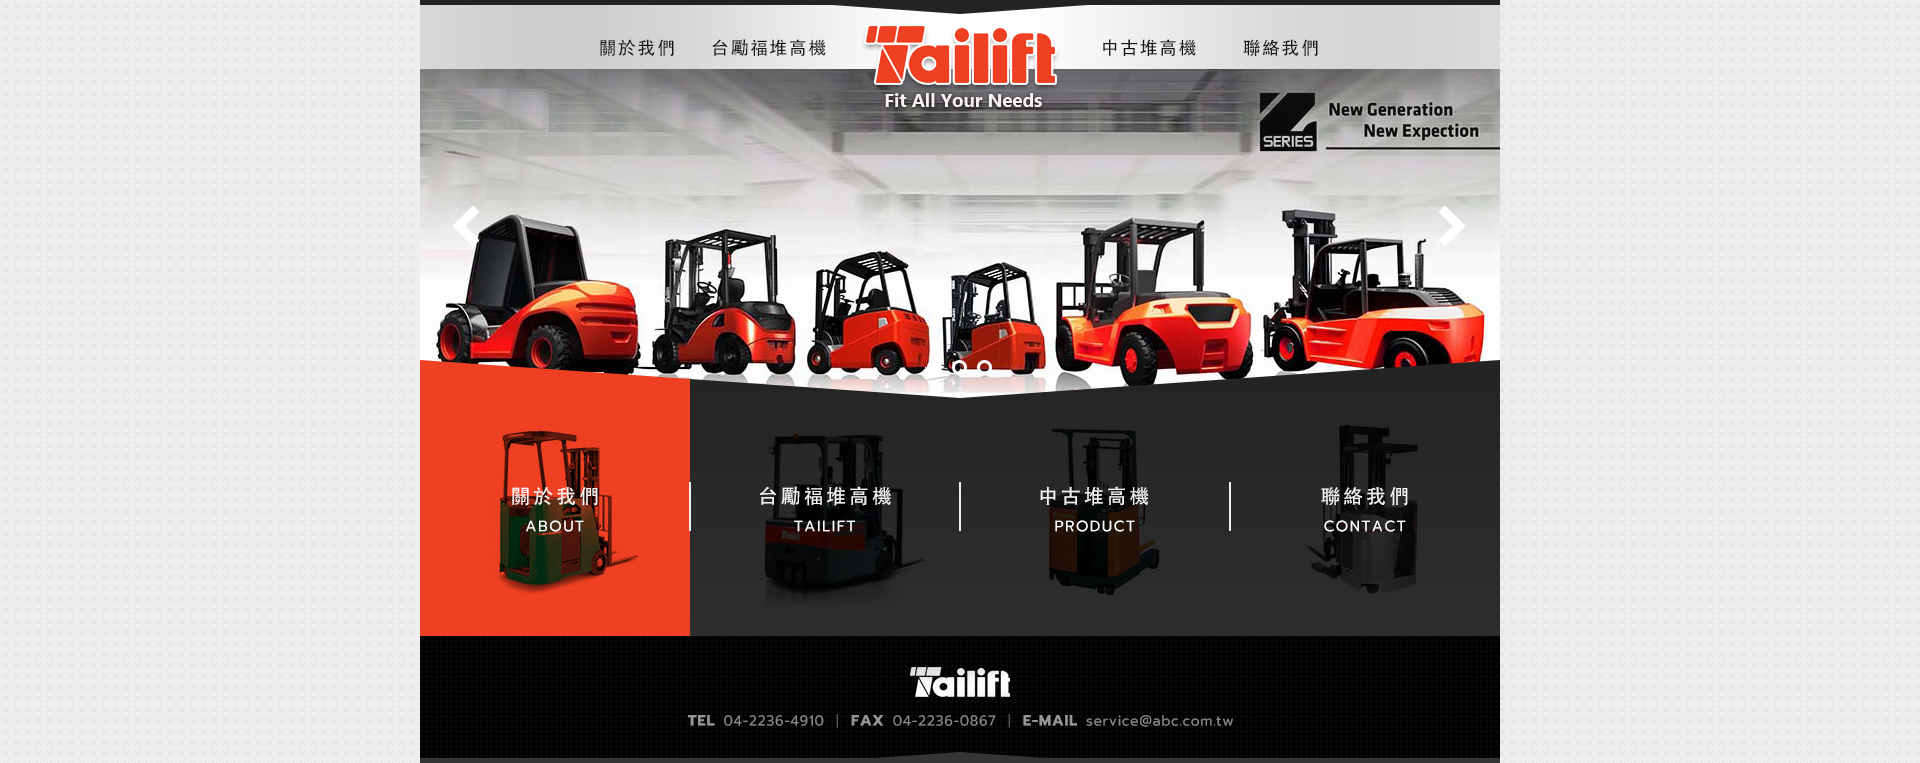 關於我們
台勵福堆高機
Tailift
Fit All Your Needs
中古堆高機
聯絡我們
New Generation
New Expection
SERIES
關於我們
ABOUT
台勵福堆高機
TAILIFT
中古堆高機
PRODUCT
聯絡我們
CONTACT
Tailift
TEL 04-2236-4910 | FAX 04-2236-0867 | E-MAIL service@abc.com.tw